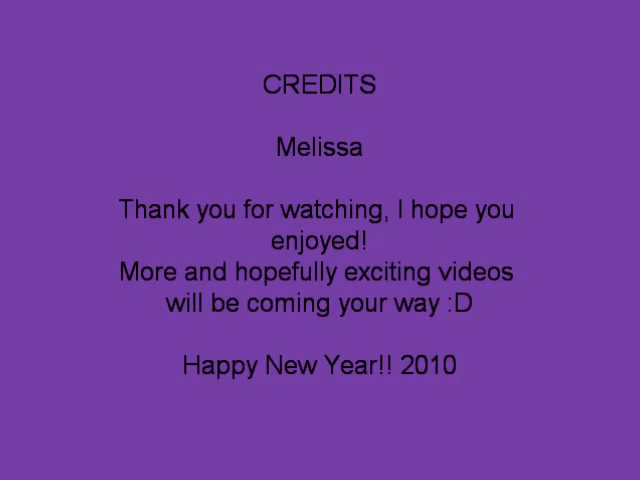 CREDITS
Melissa
Thank you for watching, I hope you
enjoyed!
More and hopefully exciting videos
will be coming your way :D
Happy New Year!! 2010